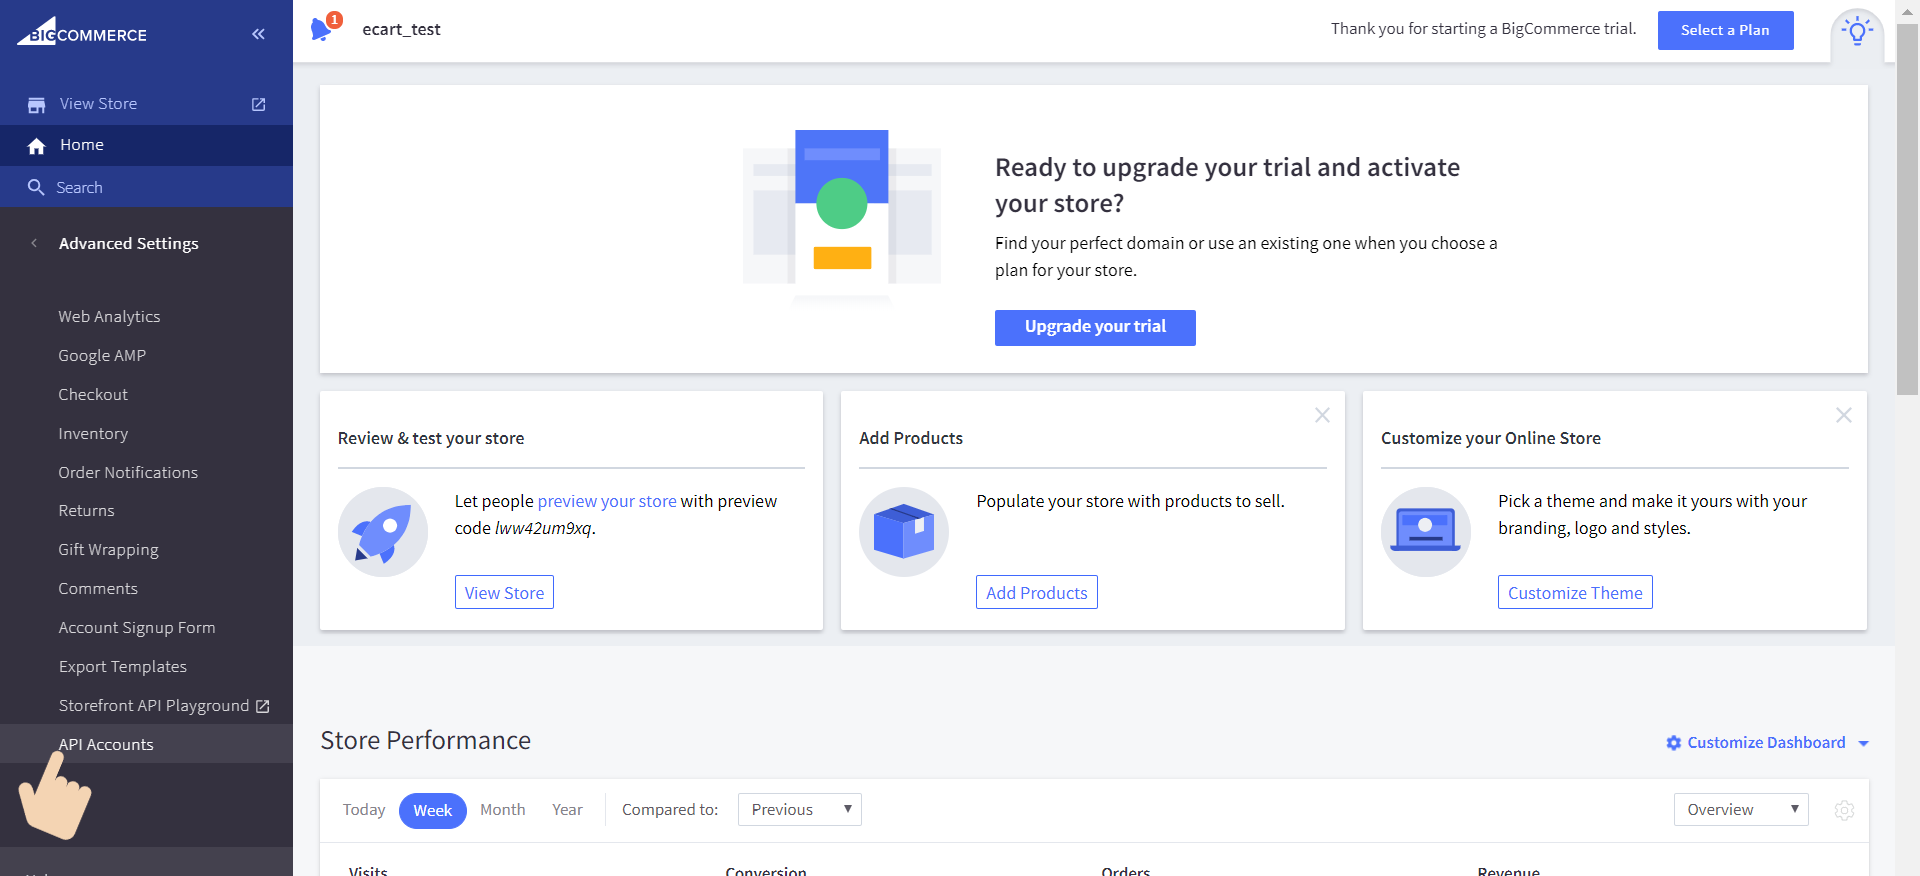 BIGCOMMERCE
View Store
Home
Search
Advanced Settings
Web Analytics
Google AMP
Checkout
Inventory
Order Notifications
Returns
Gift Wrapping
Comments
Account Signup Form
Export Templates
Storefront API Playground
API Accounts
1
ecart_test
Thank you for starting a BigCommerce trial.
Select a Plan
Ready to upgrade your trial and activate
your store?
Find your perfect domain or use an existing one when you choose a
plan for your store.
Upgrade your trial
Review & test your store
Let people preview your store with preview
code lww42um9xq.
View Store
Add Products
Populate your store with products to sell.
Add Products
Customize your Online Store
Pick a theme and make it yours with your
branding, logo and styles.
Customize Theme
Store Performance
Customize Dashboard
Today Week Month Year Compared to: Previous Overview
Visits Conversion Orders Revenue